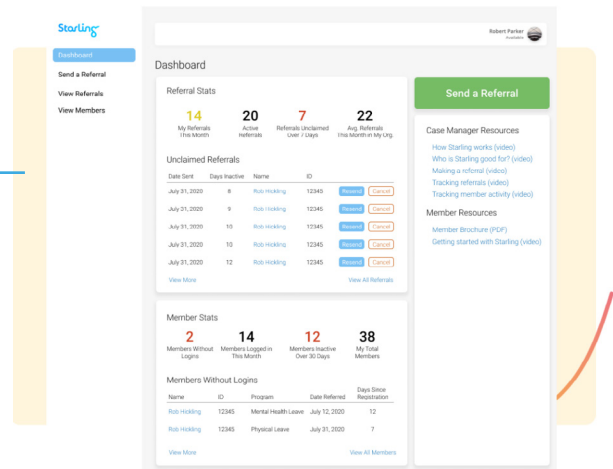 Starling
Robert Parker
Available
Dashboard
Send a Referral
View Referrals
View Members
Dashboard
Referral Stats
14 20 7 22
My Referrals This Month
Active Referrals
Referrals Unclaimed Over 7 Days
Avg. Referrals This Month in My Org.
Unclaimed Referrals
Date Sent Days Inactive Name ID
July 31, 2020 8 Rob Hickling 12345 Resend Cancel
July 31, 2020 9 Rob Hickling 12345 Resend Cancel
July 31, 2020 10 Rob Hickling 12345 Resend Cancel
July 31, 2020 10 Rob Hickling 12345 Resend Cancel
July 31, 2020 12 Rob Hickling 12345 Resend Cancel
View More View All Referrals
Member Stats
2 14 12 38
Members Without Logins
Members Logged in This Month
Members Inactive Over 30 Days
My Total Members
Members Without Logins
Name ID Program Date Referred Days Since Registration
Rob Hickling 12345 Mental Health Leave July 12, 2020 12
Rob Hickling 12345 Physical Leave July 31, 2020 7
View More View All Members
Send a Referral
Case Manager Resources
How Starling works (video)
Who is Starling good for? (video)
Making a referral (video)
Tracking referrals (video)
Tracking member activity (video)
Member Resources
Member Brochure (PDF)
Getting started with Starling (video)